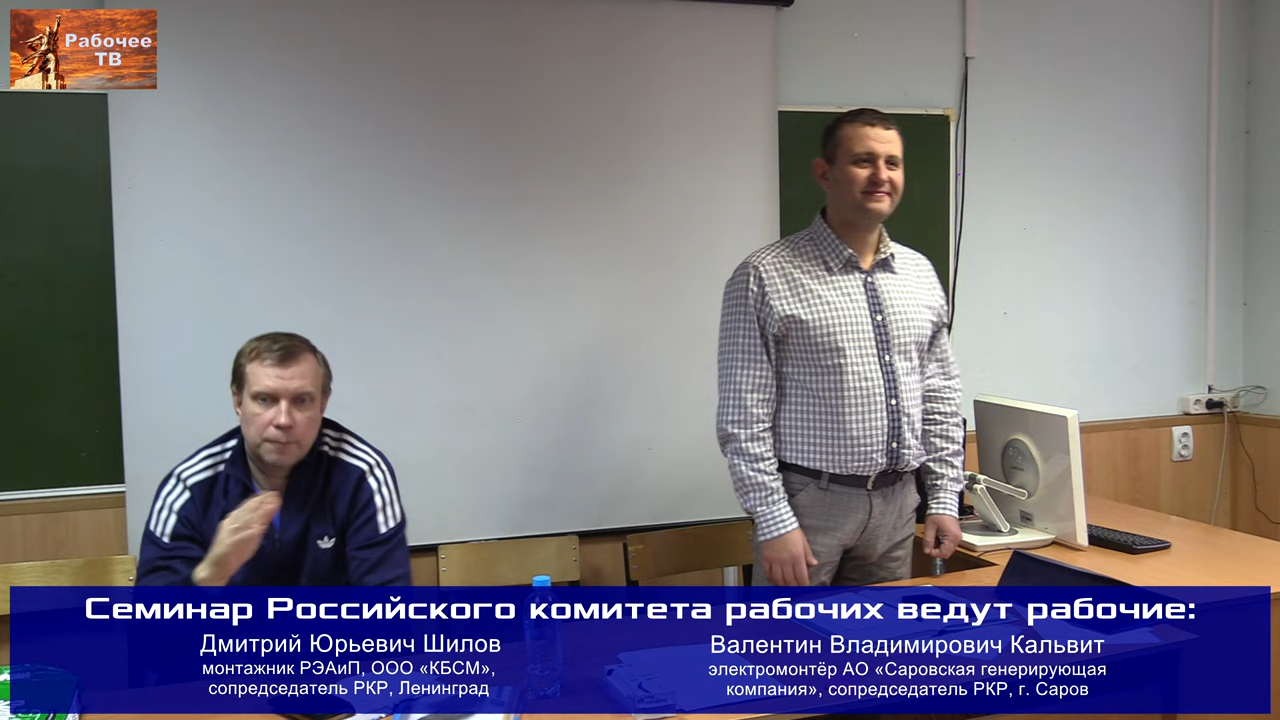 Рабочее
ТВ
Семинар Российского комитета рабочих ведут рабочие:
Дмитрий Юрьевич Шилов
монтажник РЭАиП, ООО «КБСМ»,
сопредседатель РКР, Ленинград
Валентин Владимирович Кальвит
электромонтёр АО «Саровская генерирующая
компания», сопредседатель РКР, г. Саров